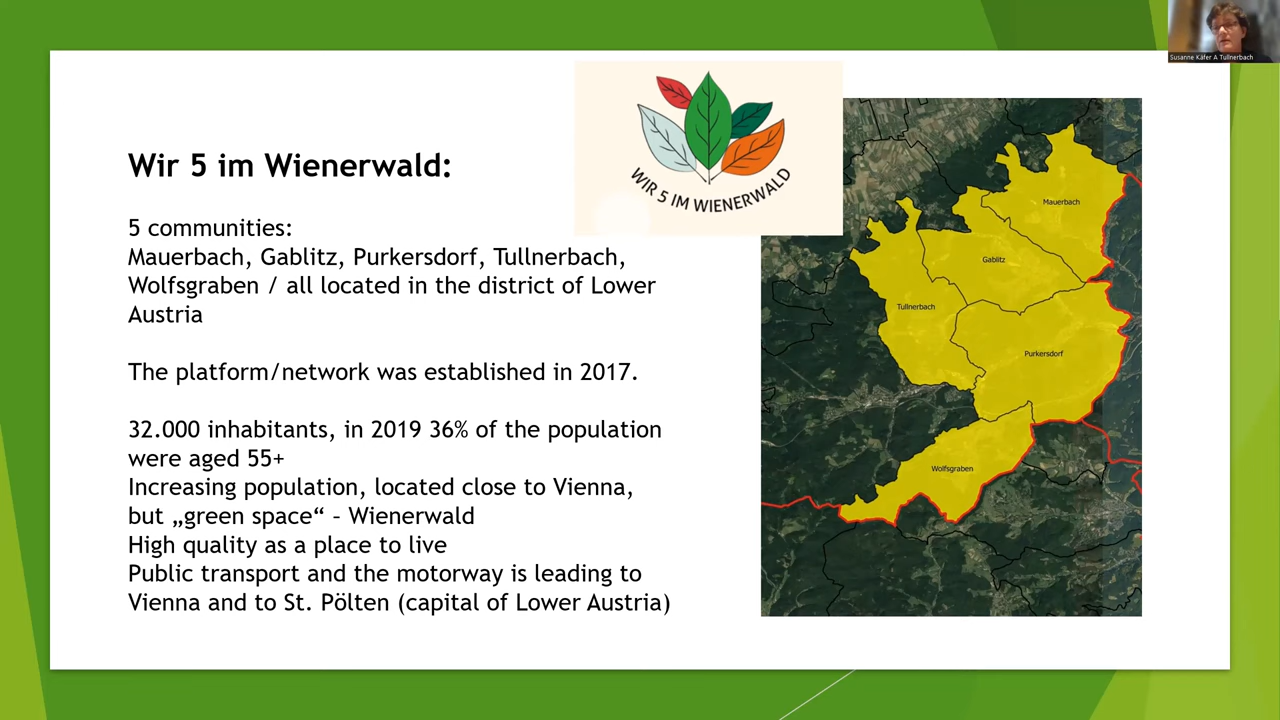 Susanne Käfer A Tullnerbach
WIR 5 IM WIENERWALD
Wir 5 im Wienerwald:
5 communities:
Mauerbach, Gablitz, Purkersdorf, Tullnerbach,
Wolfsgraben / all located in the district of Lower
Austria
The platform/network was established in 2017.
32.000 inhabitants, in 2019 36% of the population
were aged 55+
Increasing population, located close to Vienna,
but „green space“ – Wienerwald
High quality as a place to live
Public transport and the motorway is leading to
Vienna and to St. Pölten (capital of Lower Austria)
Mauerbach
Gablitz
Tullnerbach
Purkersdorf
Wolfsgraben